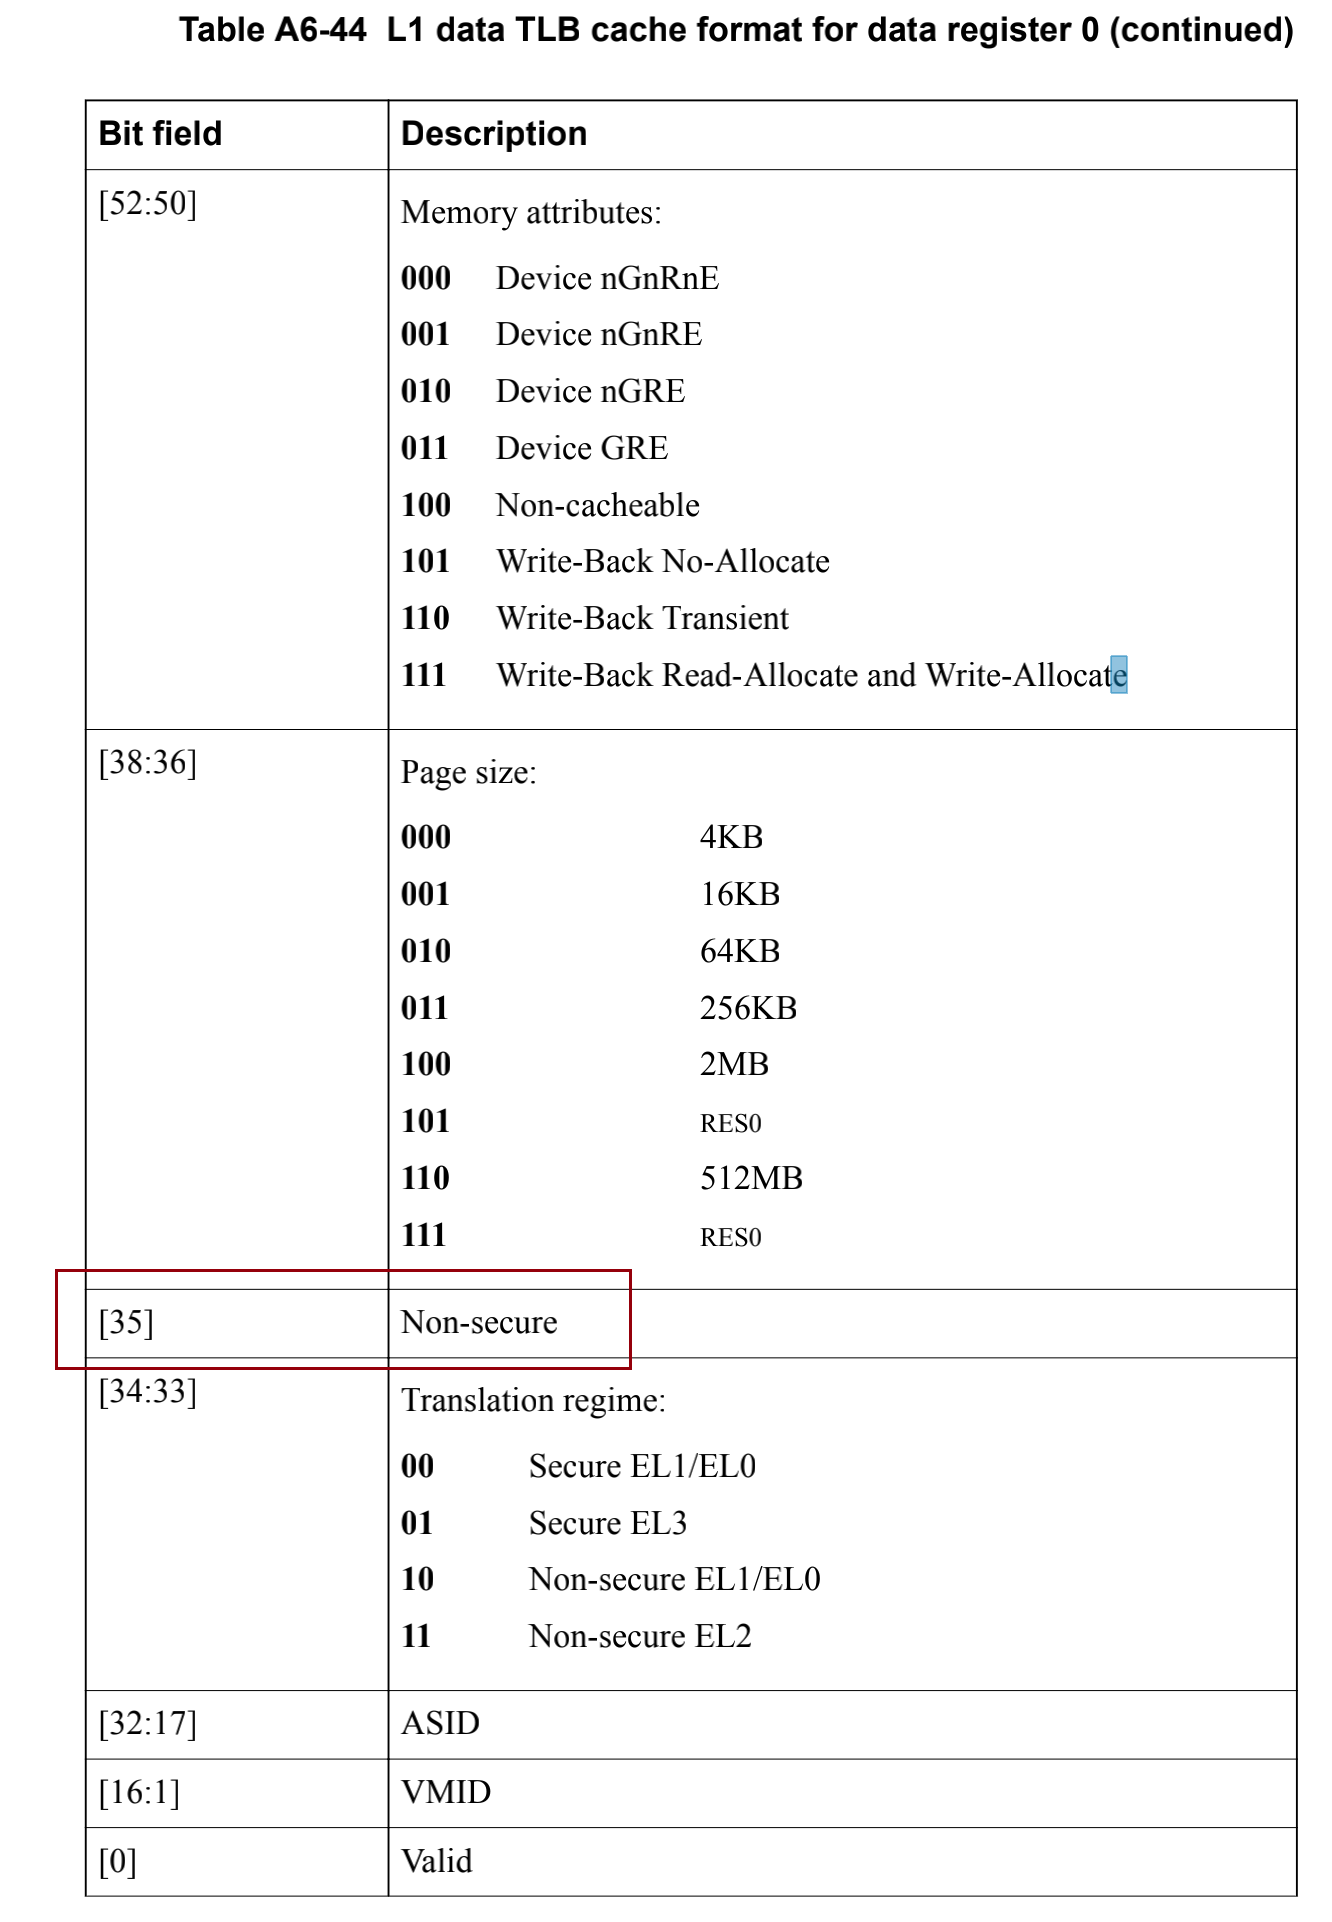 Table A6-44 L1 data TLB cache format for data register 0 (continued)
Bit field Description
[52:50] Memory attributes:
000 Device nGnRnE
001 Device nGnRE
010 Device nGRE
011 Device GRE
100 Non-cacheable
101 Write-Back No-Allocate
110 Write-Back Transient
111 Write-Back Read-Allocate and Write-Allocate
[38:36] Page size:
000 4KB
001 16KB
010 64KB
011 256KB
100 2MB
101 RES0
110 512MB
111 RES0
[35] Non-secure
[34:33] Translation regime:
00 Secure EL1/EL0
01 Secure EL3
10 Non-secure EL1/EL0
11 Non-secure EL2
[32:17] ASID
[16:1] VMID
[0] Valid